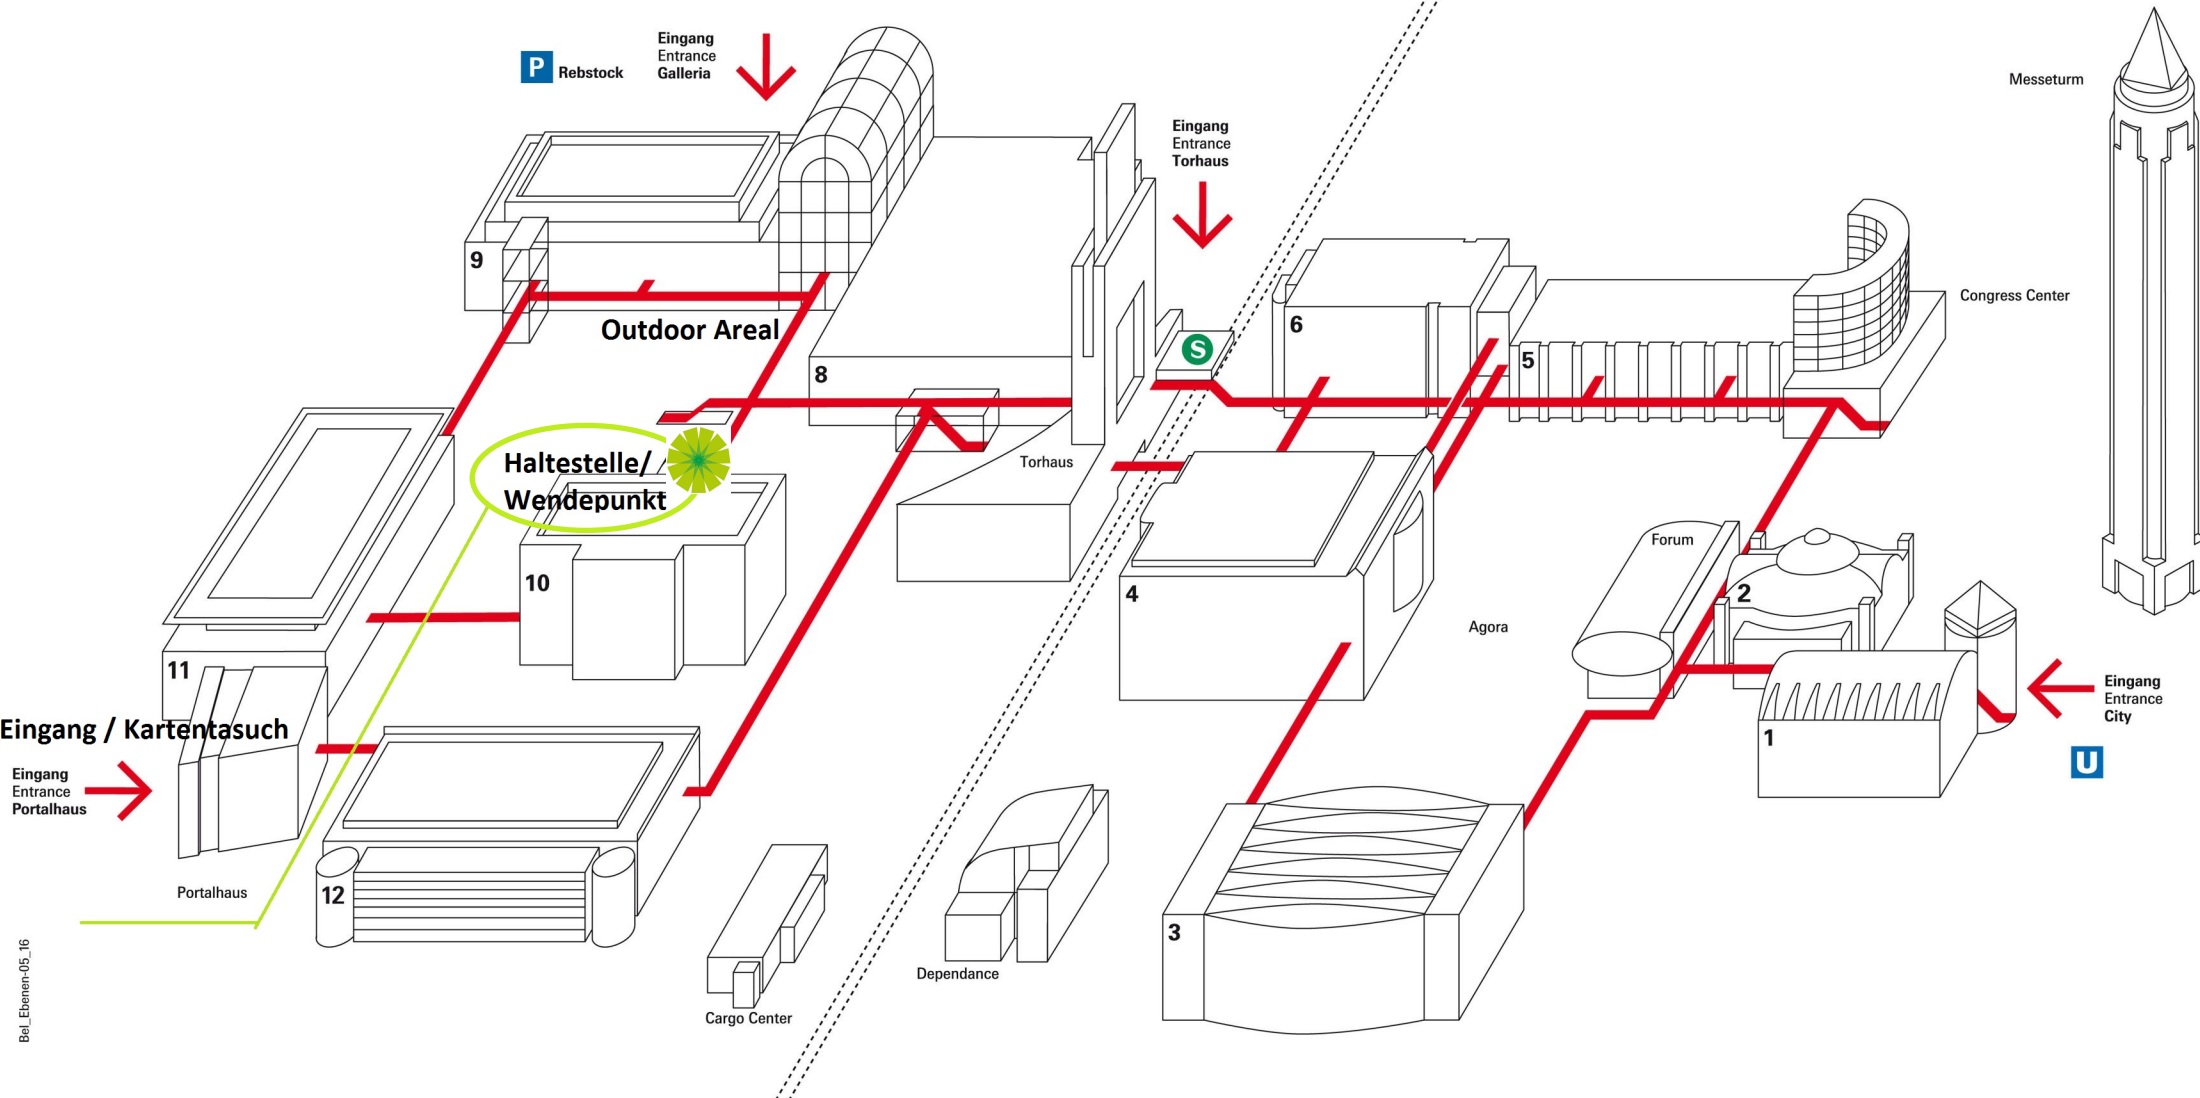 Eingang
Entrance
Galleria
P Rebstock
Messeturm
Eingang
Entrance
Torhaus
9
Congress Center
Outdoor Areal
6
S
5
8
Haltestelle/
Wendepunkt
Torhaus
Forum
10
4
2
Agora
11
Eingang
Entrance
City
Eingang / Kartentasuch
1
U
Eingang
Entrance
Portalhaus
Portalhaus
12
3
Dependance
Cargo Center
Bel_Ebenen-05_16